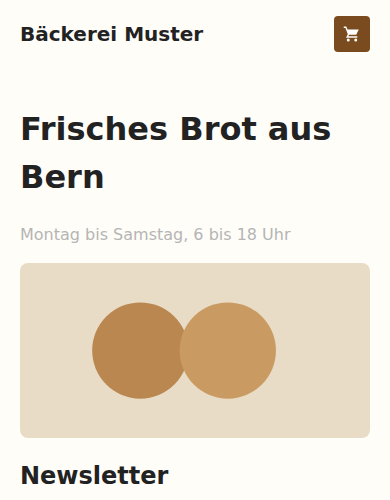 Bäckerei Muster
Frisches Brot aus
Bern
Montag bis Samstag, 6 bis 18 Uhr
Newsletter